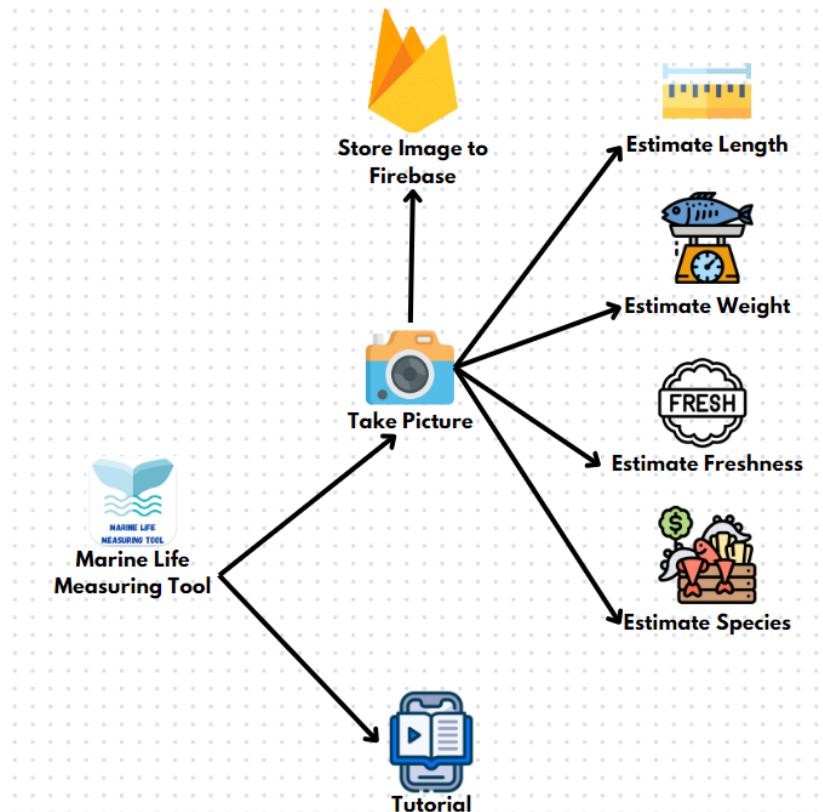 Store Image to
Firebase
Estimate Length
Estimate Weight
FRESH
Take Picture
Estimate Freshness
MARINE LIFE
MEASURING TOOL
Marine Life
Measuring Tool
$
Estimate Species
Tutorial